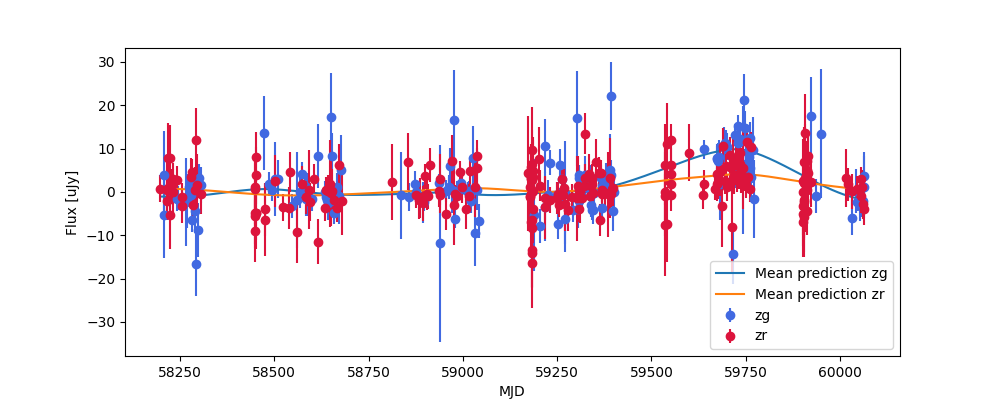 30
20
10
0
−10
−20
−30
Flux [uJy]
58250
58500
58750
59000
59250
59500
59750
60000
MJD
Mean prediction zg
Mean prediction zr
zg
zr